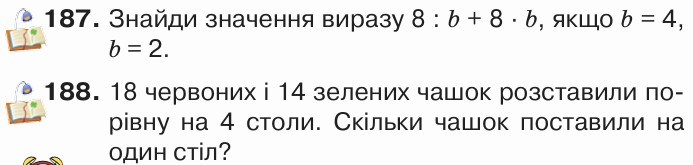 187. Знайди значення виразу 8 : b + 8 · b, якщо b = 4,
b = 2.
188. 18 червоних і 14 зелених чашок розставили по-
рівну на 4 столи. Скільки чашок поставили на
один стіл?